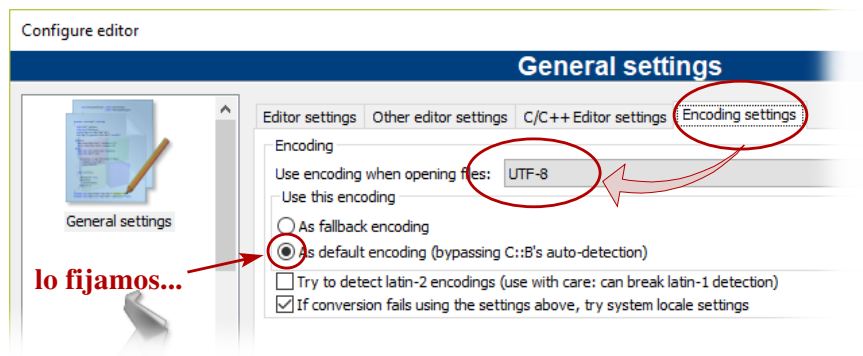 Configure editor
General settings
Editor settings Other editor settings C/C++ Editor settings Encoding settings
Encoding
Use encoding when opening files: UTF-8
Use this encoding
General settings
As fallback encoding
As default encoding (bypassing C::B's auto-detection)
lo fijamos...
Try to detect latin-2 encodings (use with care: can break latin-1 detection)
If conversion fails using the settings above, try system locale settings